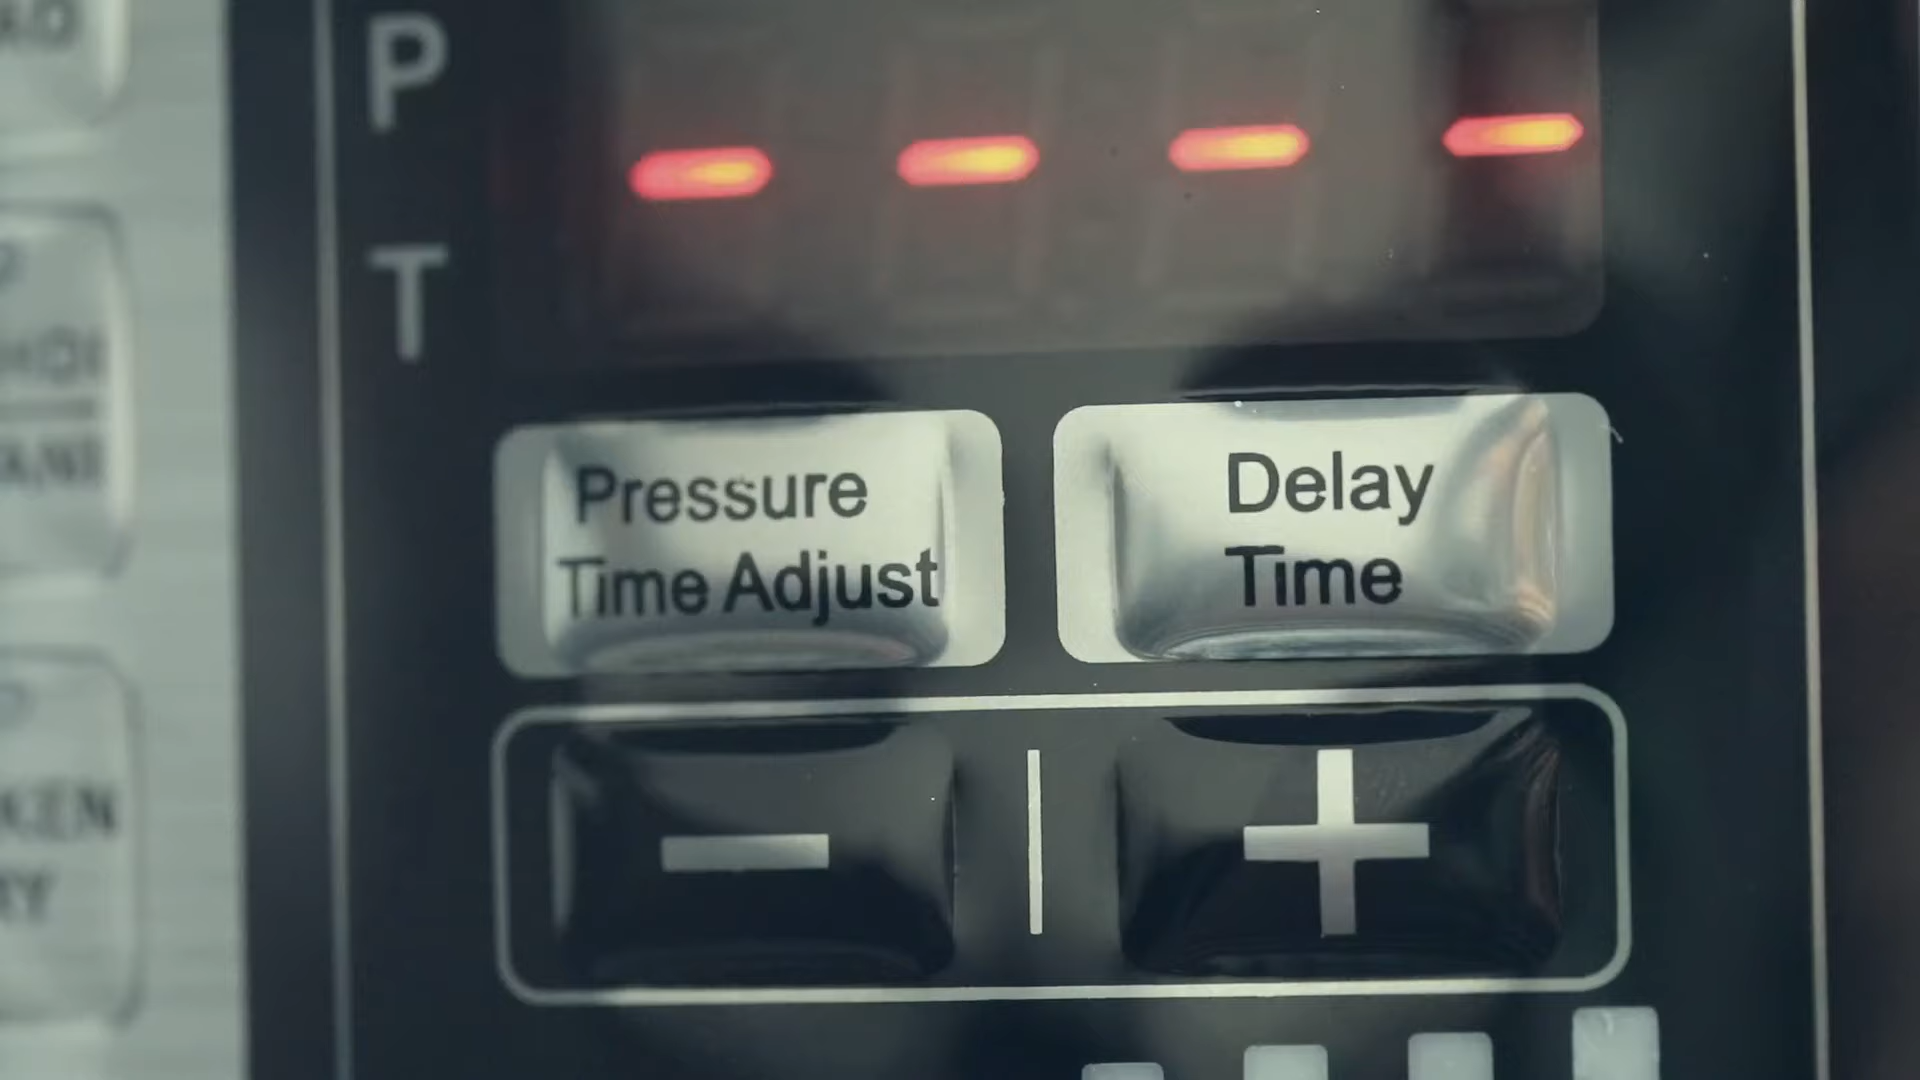 P
T
- - - -
Pressure
Time Adjust
Delay
Time
- | +